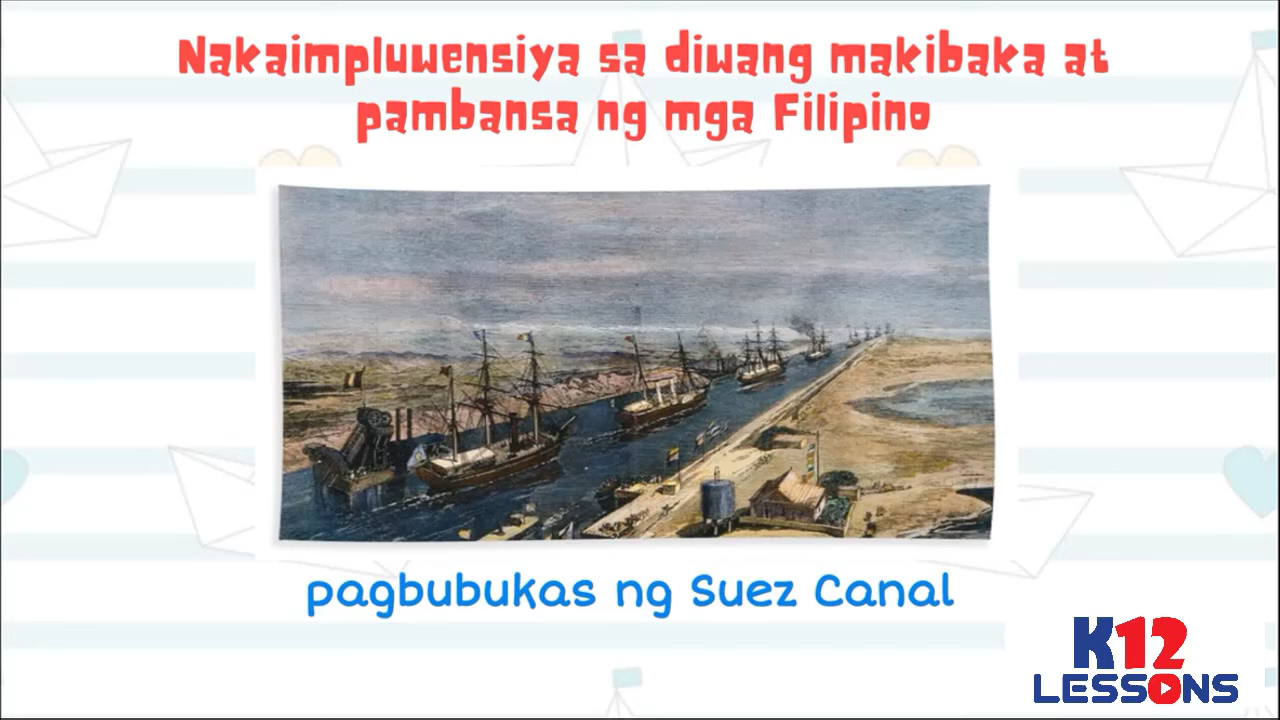 Nakaimpluwensiya sa diwang makibaka at
pambansa ng mga Filipino
pagbubukas ng Suez Canal
K12
LESSONS